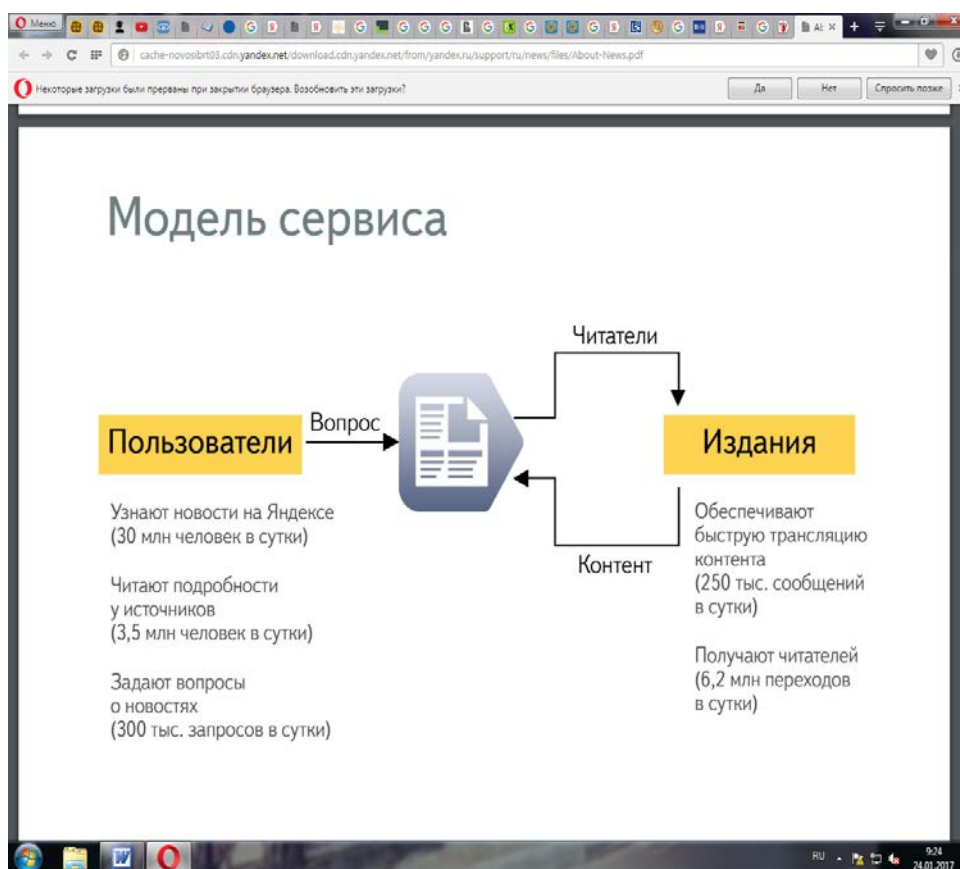 Меню
cache-novosibrt03.cdn.yandex.net/download.cdn.yandex.net/from/yandex.ru/support/ru/news/files/About-News.pdf
Некоторые загрузки были прерваны при закрытии браузера. Возобновить эти загрузки?
Да
Нет
Спросить позже
Модель сервиса
Читатели
Пользователи
Вопрос
Издания
Узнают новости на Яндексе
(30 млн человек в сутки)
Читают подробности
у источников
(3,5 млн человек в сутки)
Задают вопросы
о новостях
(300 тыс. запросов в сутки)
Контент
Обеспечивают
быструю трансляцию
контента
(250 тыс. сообщений
в сутки)
Получают читателей
(6,2 млн переходов
в сутки)
RU
9:24
24.01.2017